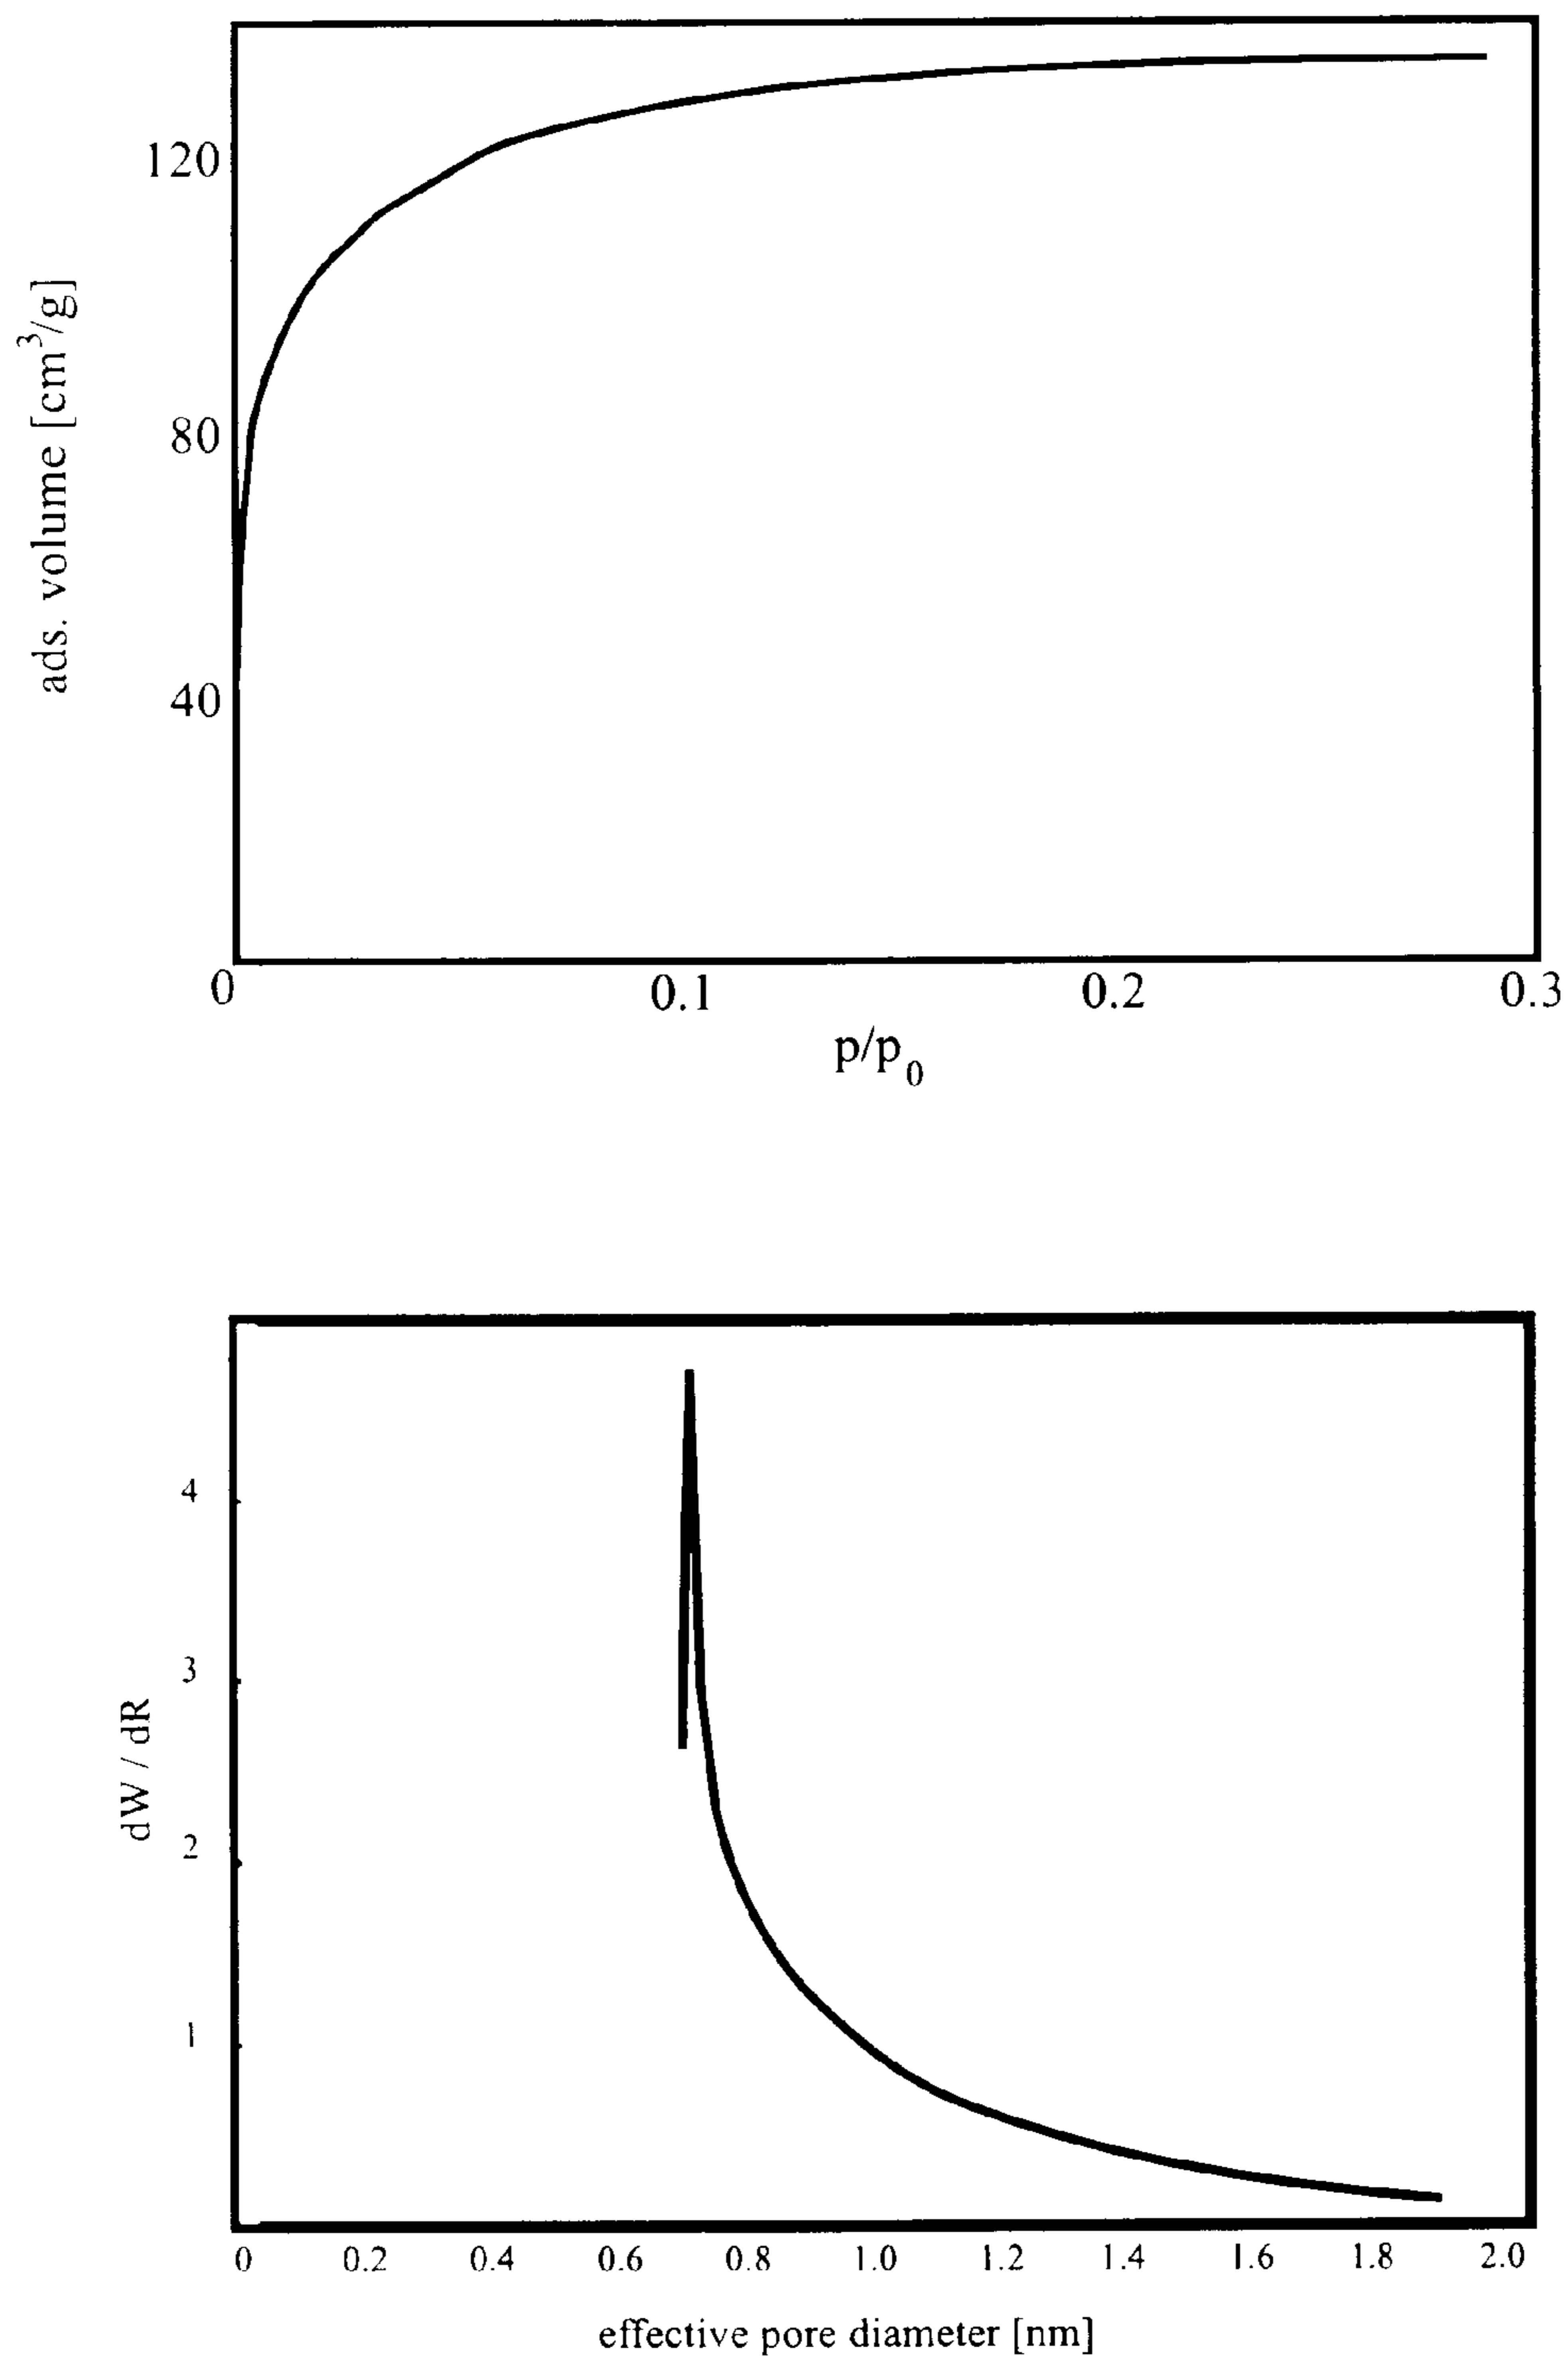 120
80
40
ads. volume [cm³/g]
0 0.1 0.2 0.3
p/p₀
4
3
2
1
dW / dR
0 0.2 0.4 0.6 0.8 1.0 1.2 1.4 1.6 1.8 2.0
effective pore diameter [nm]